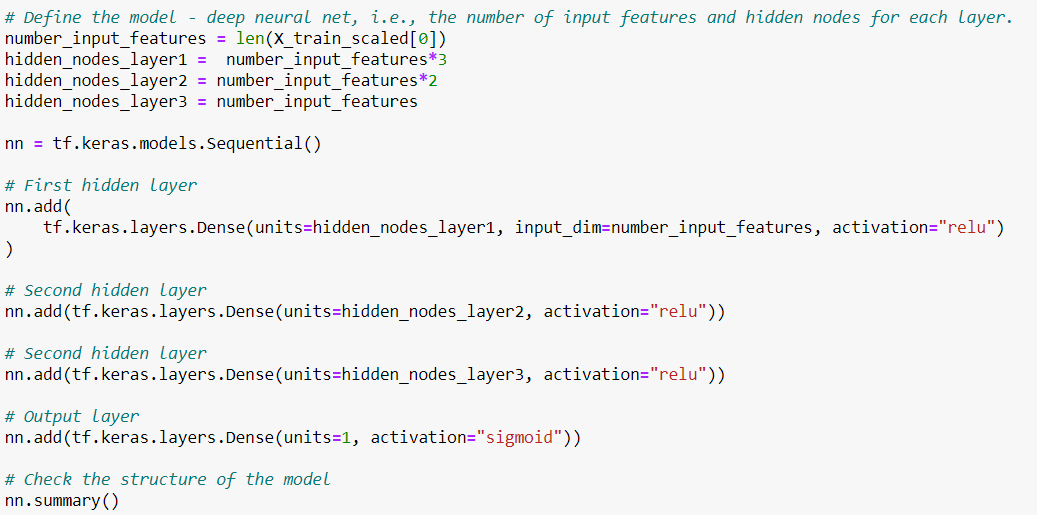 # Define the model - deep neural net, i.e., the number of input features and hidden nodes for each layer.
number_input_features = len(X_train_scaled[0])
hidden_nodes_layer1 =  number_input_features*3
hidden_nodes_layer2 = number_input_features*2
hidden_nodes_layer3 = number_input_features

nn = tf.keras.models.Sequential()

# First hidden layer
nn.add(
    tf.keras.layers.Dense(units=hidden_nodes_layer1, input_dim=number_input_features, activation="relu")
)

# Second hidden layer
nn.add(tf.keras.layers.Dense(units=hidden_nodes_layer2, activation="relu"))

# Second hidden layer
nn.add(tf.keras.layers.Dense(units=hidden_nodes_layer3, activation="relu"))

# Output layer
nn.add(tf.keras.layers.Dense(units=1, activation="sigmoid"))

# Check the structure of the model
nn.summary()